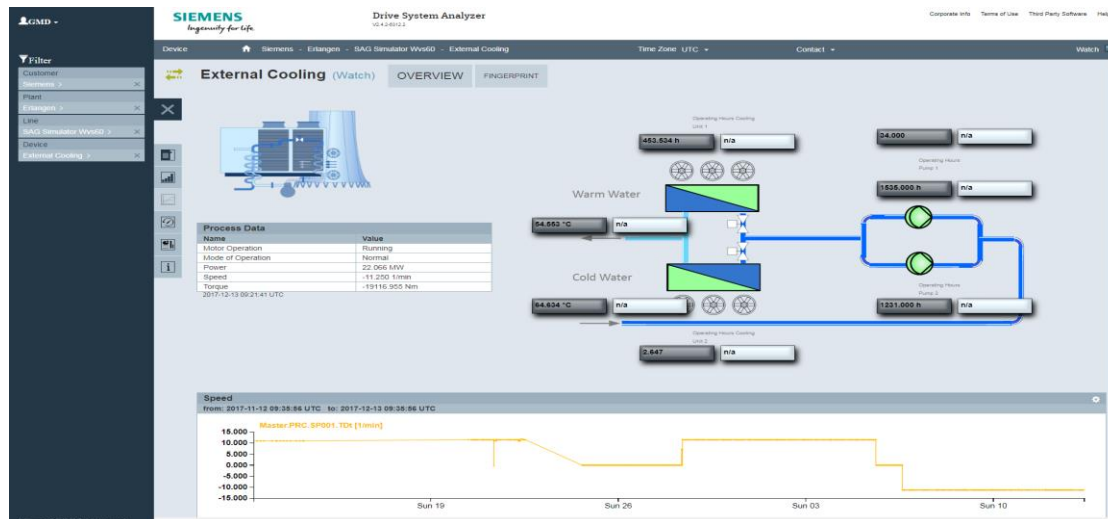 GMD
SIEMENS
Ingenuity for life
Drive System Analyzer
Corporate Info Terms of Use Third Party Software Help
Device
Siemens - Erlangen - SAG Simulator Wvs60 - External Cooling
Time Zone UTC
Contact
Watch
Filter
Customer
Siemens >
Plant
Erlangen >
Line
SAG Simulator Wvs60 >
Device
External Cooling >
External Cooling (Watch) OVERVIEW FINGERPRINT
Operating Hours Cooling
Unit 1
453.534 h n/a
34.000 n/a
Operating Hours
Pump 1
1535.000 h n/a
Warm Water
54.553 °C n/a
Cold Water
64.634 °C n/a
Operating Hours
Pump 2
1231.000 h n/a
Operating Hours Cooling
Unit 2
2.647 n/a
Process Data
Name Value
Motor Operation Running
Mode of Operation Normal
Power 22.066 MW
Speed -11.250 1/min
Torque -19116.955 Nm
2017-12-13 09:21:41 UTC
Speed
from: 2017-11-12 09:35:56 UTC to: 2017-12-13 09:35:56 UTC
Master.PRC.SP001.TDt [1/min]
15.000
10.000
5.000
0.000
-5.000
-10.000
-15.000
Sun 19 Sun 26 Sun 03 Sun 10